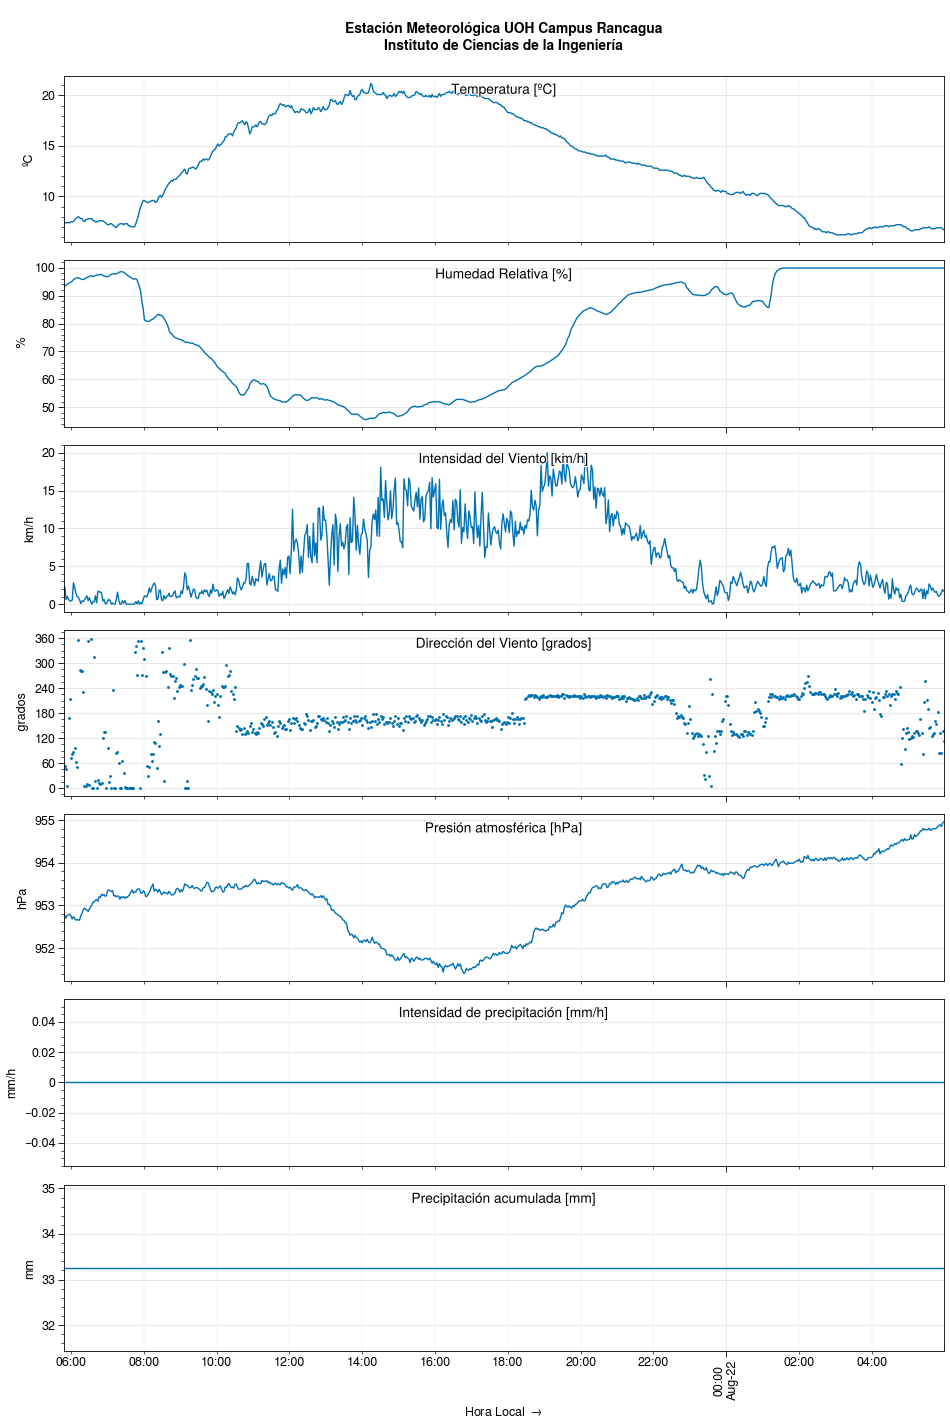 Estación Meteorológica UOH Campus Rancagua
Instituto de Ciencias de la Ingeniería
Temperatura [ºC]
20
15
10
ºC
Humedad Relativa [%]
100
90
80
70
60
50
%
Intensidad del Viento [km/h]
20
15
10
5
0
km/h
Dirección del Viento [grados]
360
300
240
180
120
60
0
grados
Presión atmosférica [hPa]
955
954
953
952
hPa
Intensidad de precipitación [mm/h]
0.04
0.02
0
−0.02
−0.04
mm/h
Precipitación acumulada [mm]
35
34
33
32
mm
06:00 08:00 10:00 12:00 14:00 16:00 18:00 20:00 22:00 00:00 02:00 04:00
Aug-22
Hora Local →